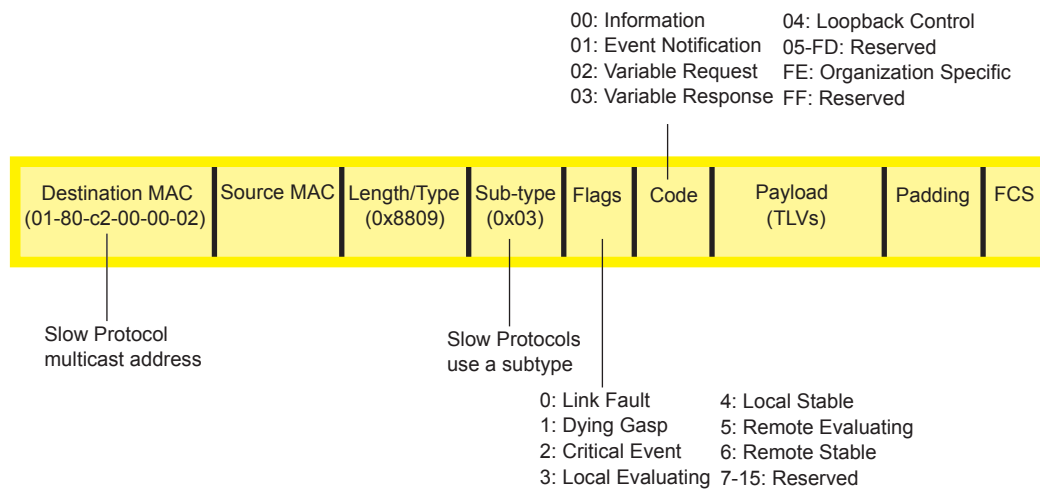 00: Information
01: Event Notification
02: Variable Request
03: Variable Response
04: Loopback Control
05-FD: Reserved
FE: Organization Specific
FF: Reserved
Destination MAC
(01-80-c2-00-00-02)
Source MAC
Length/Type
(0x8809)
Sub-type
(0x03)
Flags
Code
Payload
(TLVs)
Padding
FCS
Slow Protocol
multicast address
Slow Protocols
use a subtype
0: Link Fault
1: Dying Gasp
2: Critical Event
3: Local Evaluating
4: Local Stable
5: Remote Evaluating
6: Remote Stable
7-15: Reserved